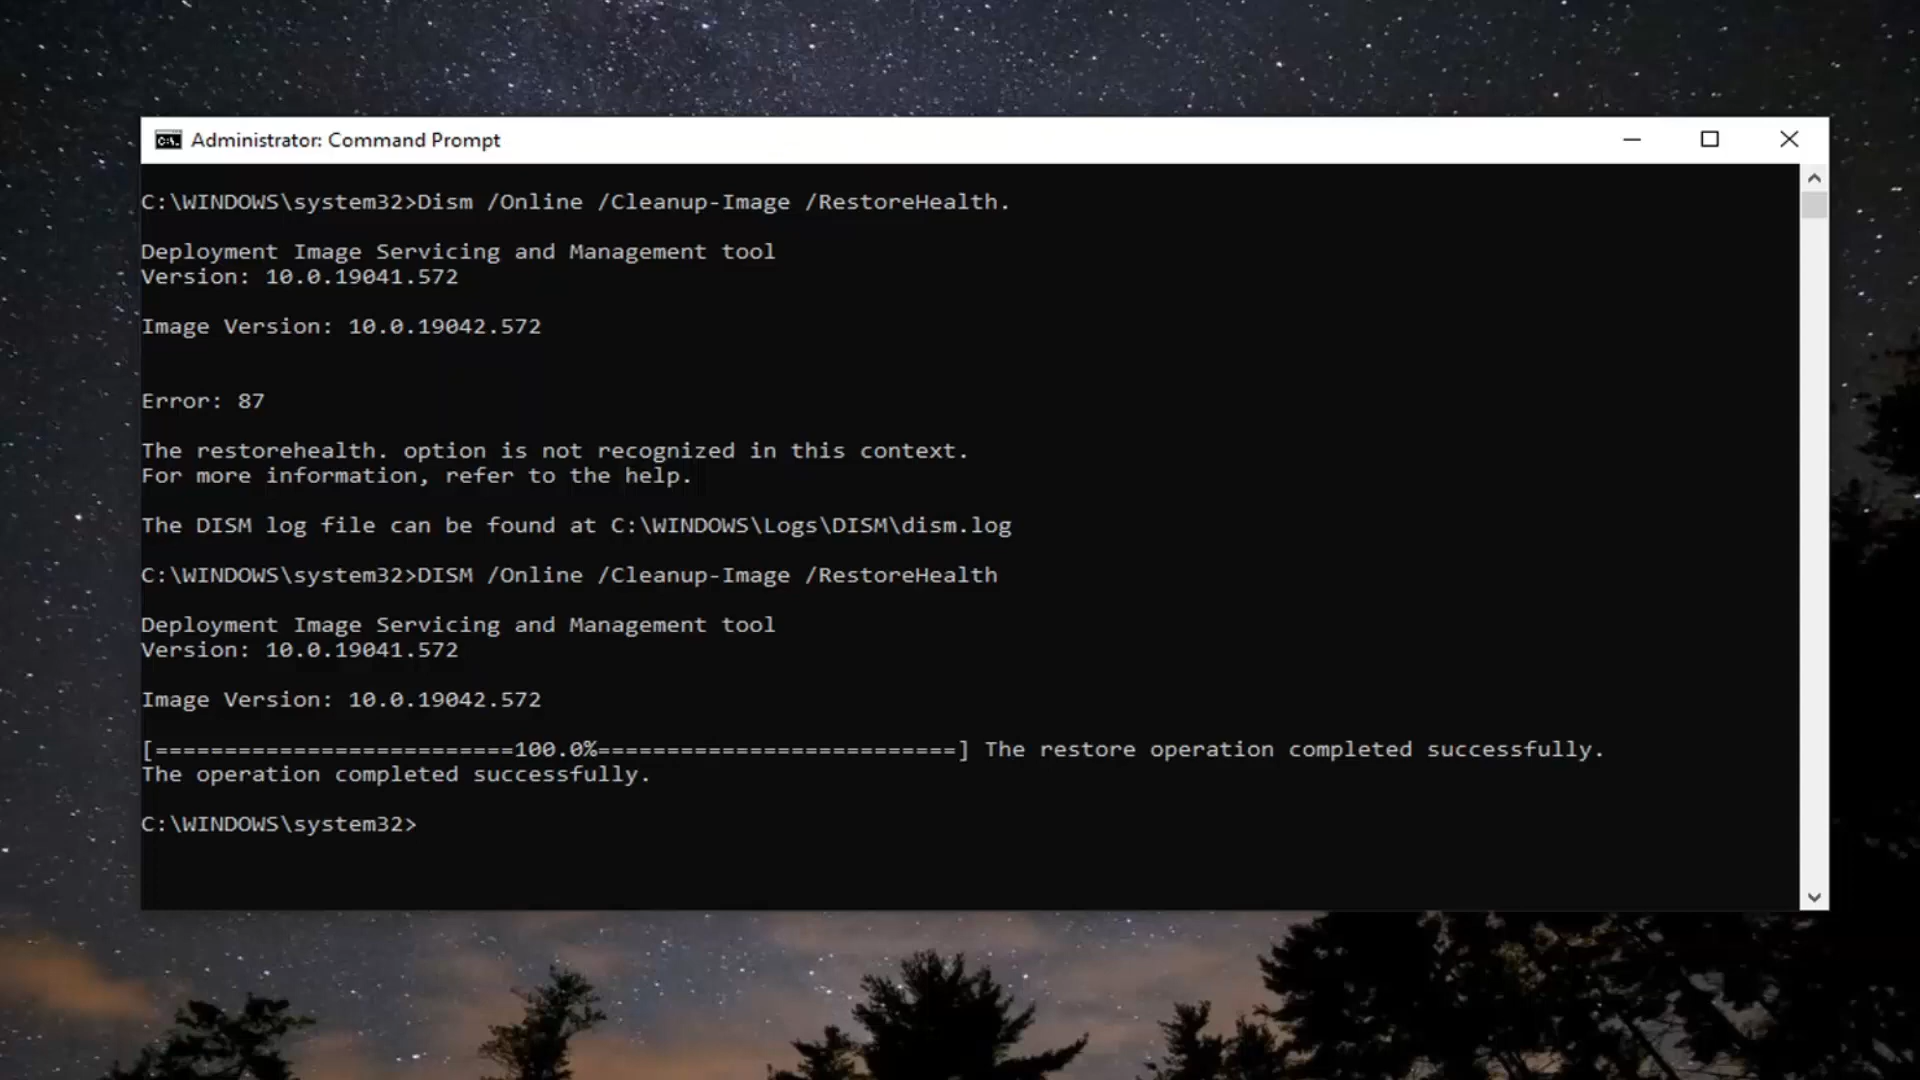 Administrator: Command Prompt
C:\WINDOWS\system32>Dism /Online /Cleanup-Image /RestoreHealth.
Deployment Image Servicing and Management tool
Version: 10.0.19041.572
Image Version: 10.0.19042.572
Error: 87
The restorehealth. option is not recognized in this context.
For more information, refer to the help.
The DISM log file can be found at C:\WINDOWS\Logs\DISM\dism.log
C:\WINDOWS\system32>DISM /Online /Cleanup-Image /RestoreHealth
Deployment Image Servicing and Management tool
Version: 10.0.19041.572
Image Version: 10.0.19042.572
[==========================100.0%==========================] The restore operation completed successfully.
The operation completed successfully.
C:\WINDOWS\system32>